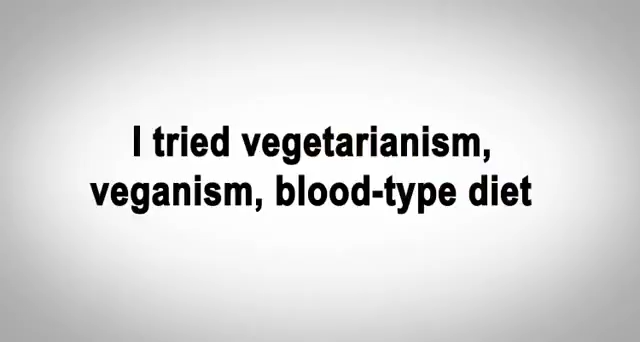 I tried vegetarianism,
veganism, blood-type diet